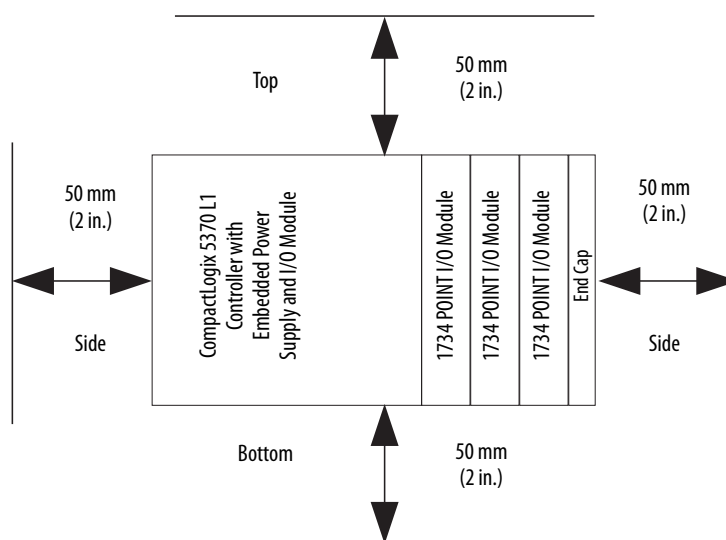 Top
50 mm
(2 in.)
50 mm
(2 in.)
Side
CompactLogix 5370 L1
Controller with
Embedded Power
Supply and I/O Module
1734 POINT I/O Module
1734 POINT I/O Module
1734 POINT I/O Module
End Cap
50 mm
(2 in.)
Side
Bottom
50 mm
(2 in.)